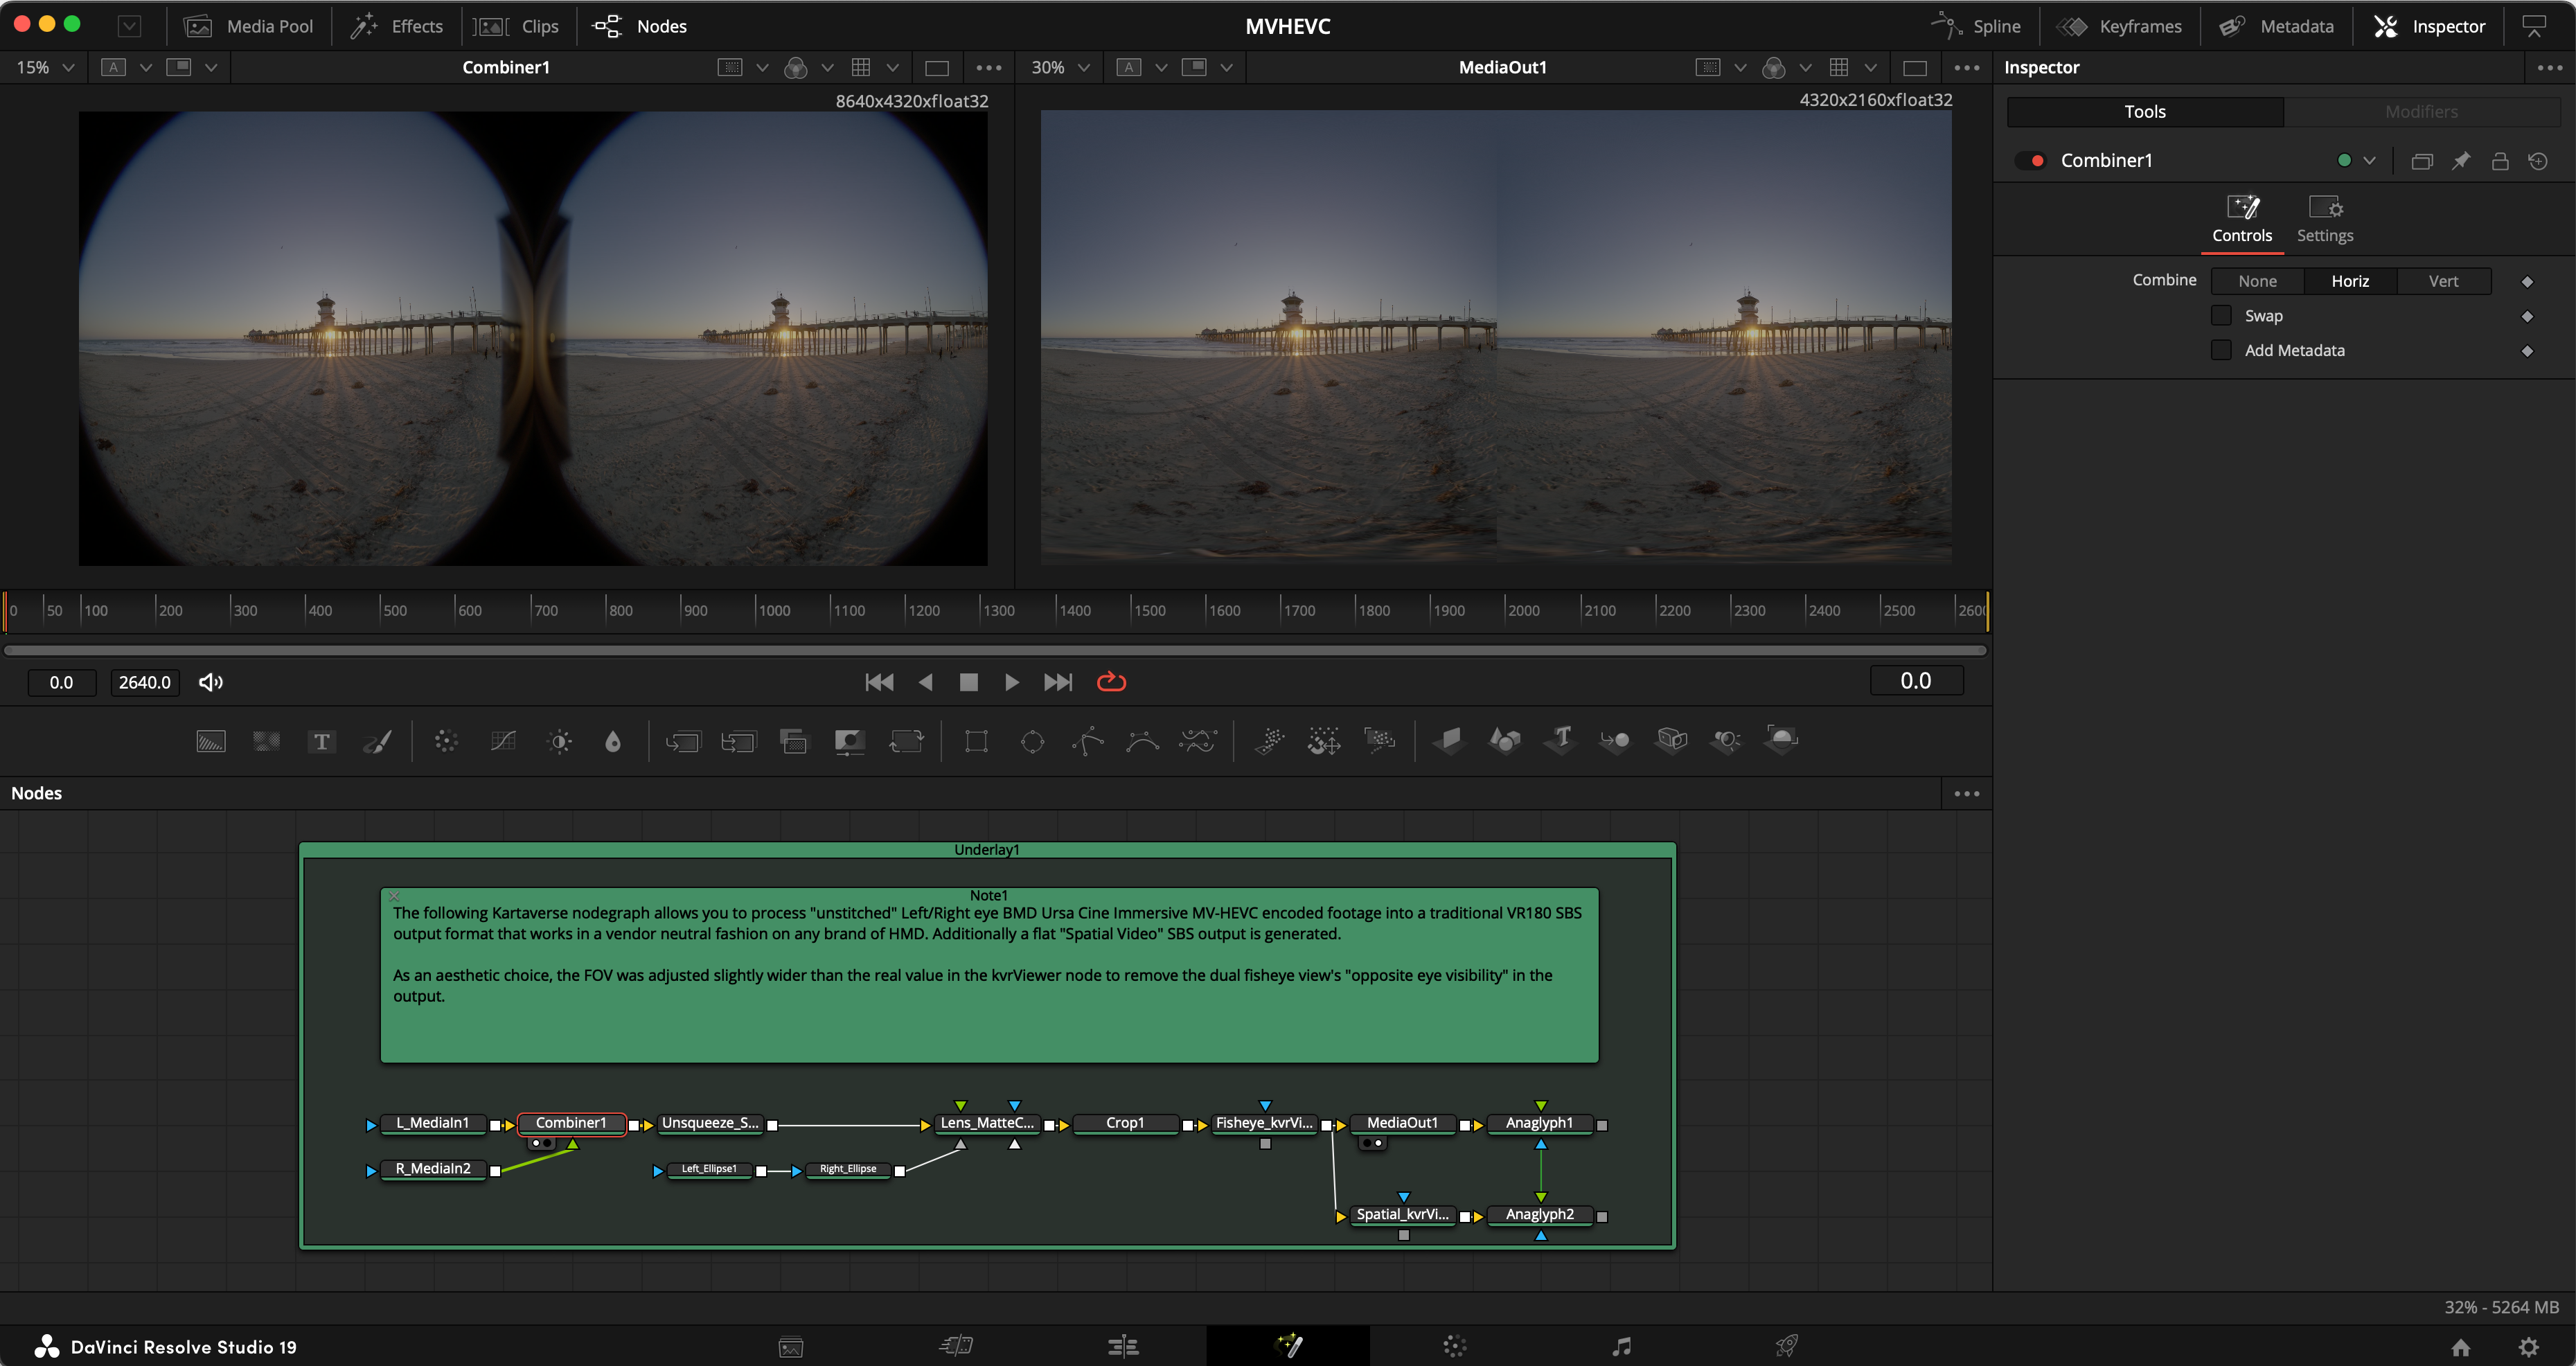 Media Pool
Effects
Clips
Nodes
MVHEVC
Spline
Keyframes
Metadata
Inspector
15%
A
Combiner1
30%
A
MediaOut1
Inspector
8640x4320xfloat32
4320x2160xfloat32
Tools
Modifiers
Combiner1
Controls
Settings
Combine
None
Horiz
Vert
Swap
Add Metadata
0 50 100 200 300 400 500 600 700 800 900 1000 1100 1200 1300 1400 1500 1600 1700 1800 1900 2000 2100 2200 2300 2400 2500 2600
0.0
2640.0
0.0
T
Nodes
Underlay1
Note1
The following Kartaverse nodegraph allows you to process "unstitched" Left/Right eye BMD Ursa Cine Immersive MV-HEVC encoded footage into a traditional VR180 SBS
output format that works in a vendor neutral fashion on any brand of HMD. Additionally a flat "Spatial Video" SBS output is generated.
As an aesthetic choice, the FOV was adjusted slightly wider than the real value in the kvrViewer node to remove the dual fisheye view's "opposite eye visibility" in the
output.
L_MediaIn1
Combiner1
Unsqueeze_S...
Lens_MatteC...
Crop1
Fisheye_kvrVi...
MediaOut1
Anaglyph1
R_MediaIn2
Left_Ellipse1
Right_Ellipse
Spatial_kvrVi...
Anaglyph2
32% - 5264 MB
DaVinci Resolve Studio 19